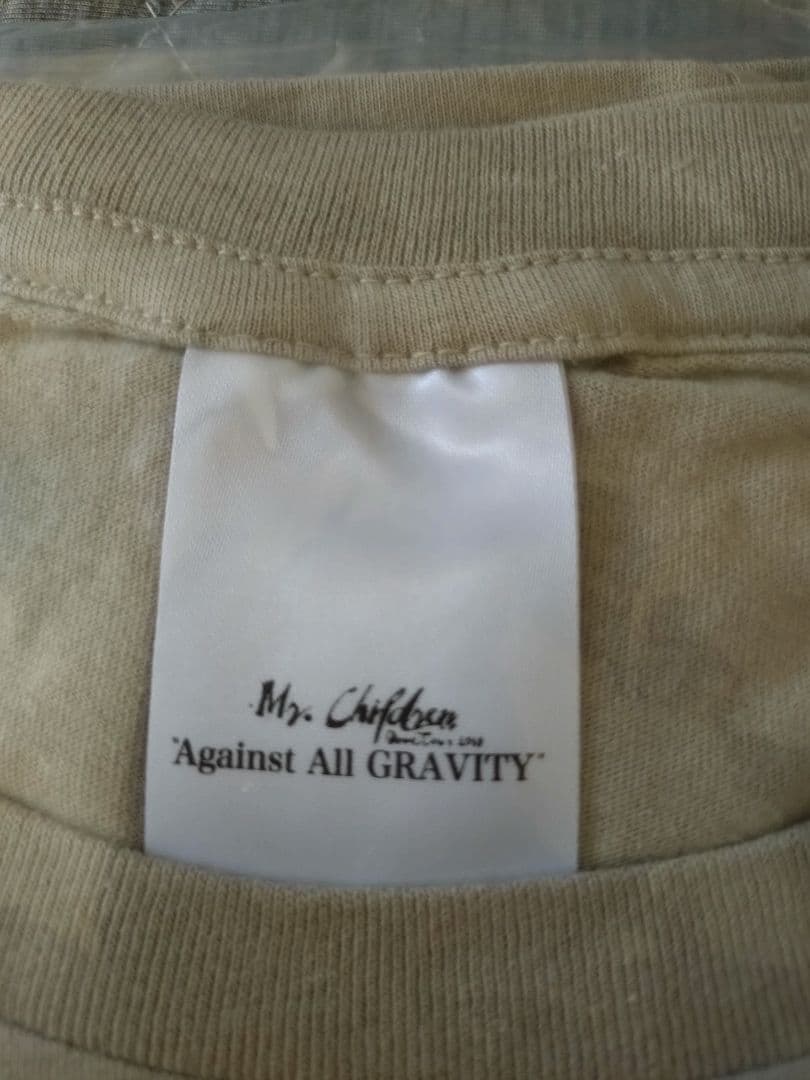 Mr. Children
"Against All GRAVITY"